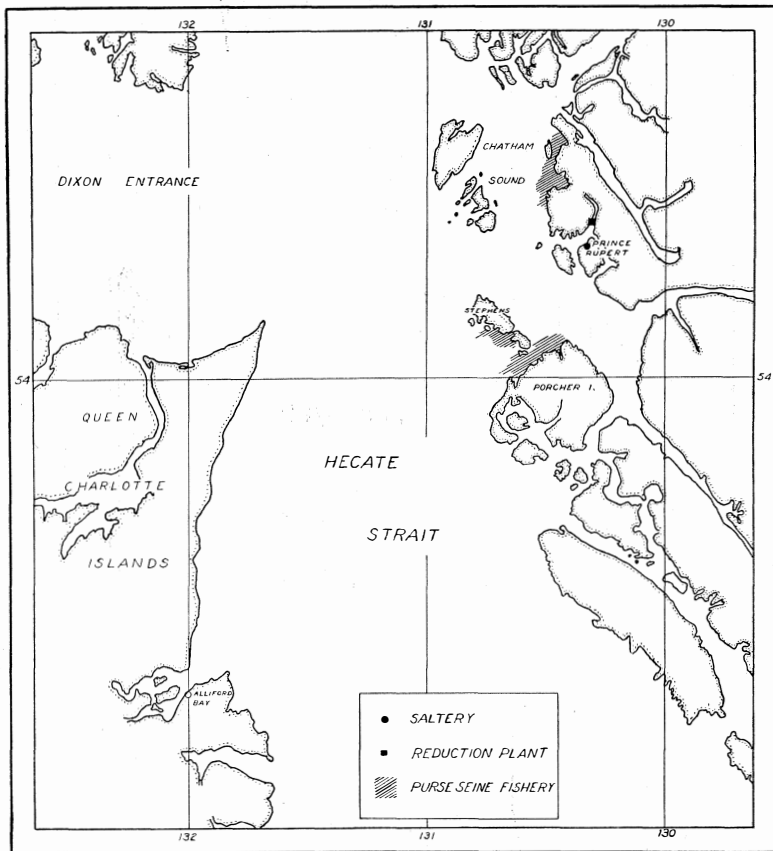 132 131 130
CHATHAM
SOUND
DIXON ENTRANCE
PRINCE
RUPERT
STEPHENS
54 54
PORCHER I.
QUEEN
CHARLOTTE
ISLANDS
HECATE
STRAIT
ALLIFORD
BAY
SALTERY
REDUCTION PLANT
PURSE SEINE FISHERY
132 131 130